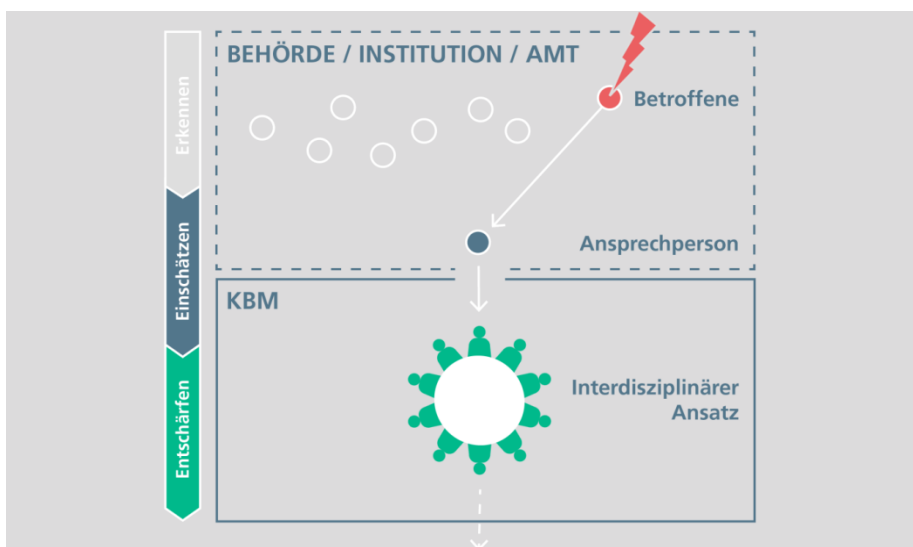 BEHÖRDE / INSTITUTION / AMT
Betroffene
Erkennen
Ansprechperson
Einschätzen
KBM
Interdisziplinärer
Ansatz
Entschärfen